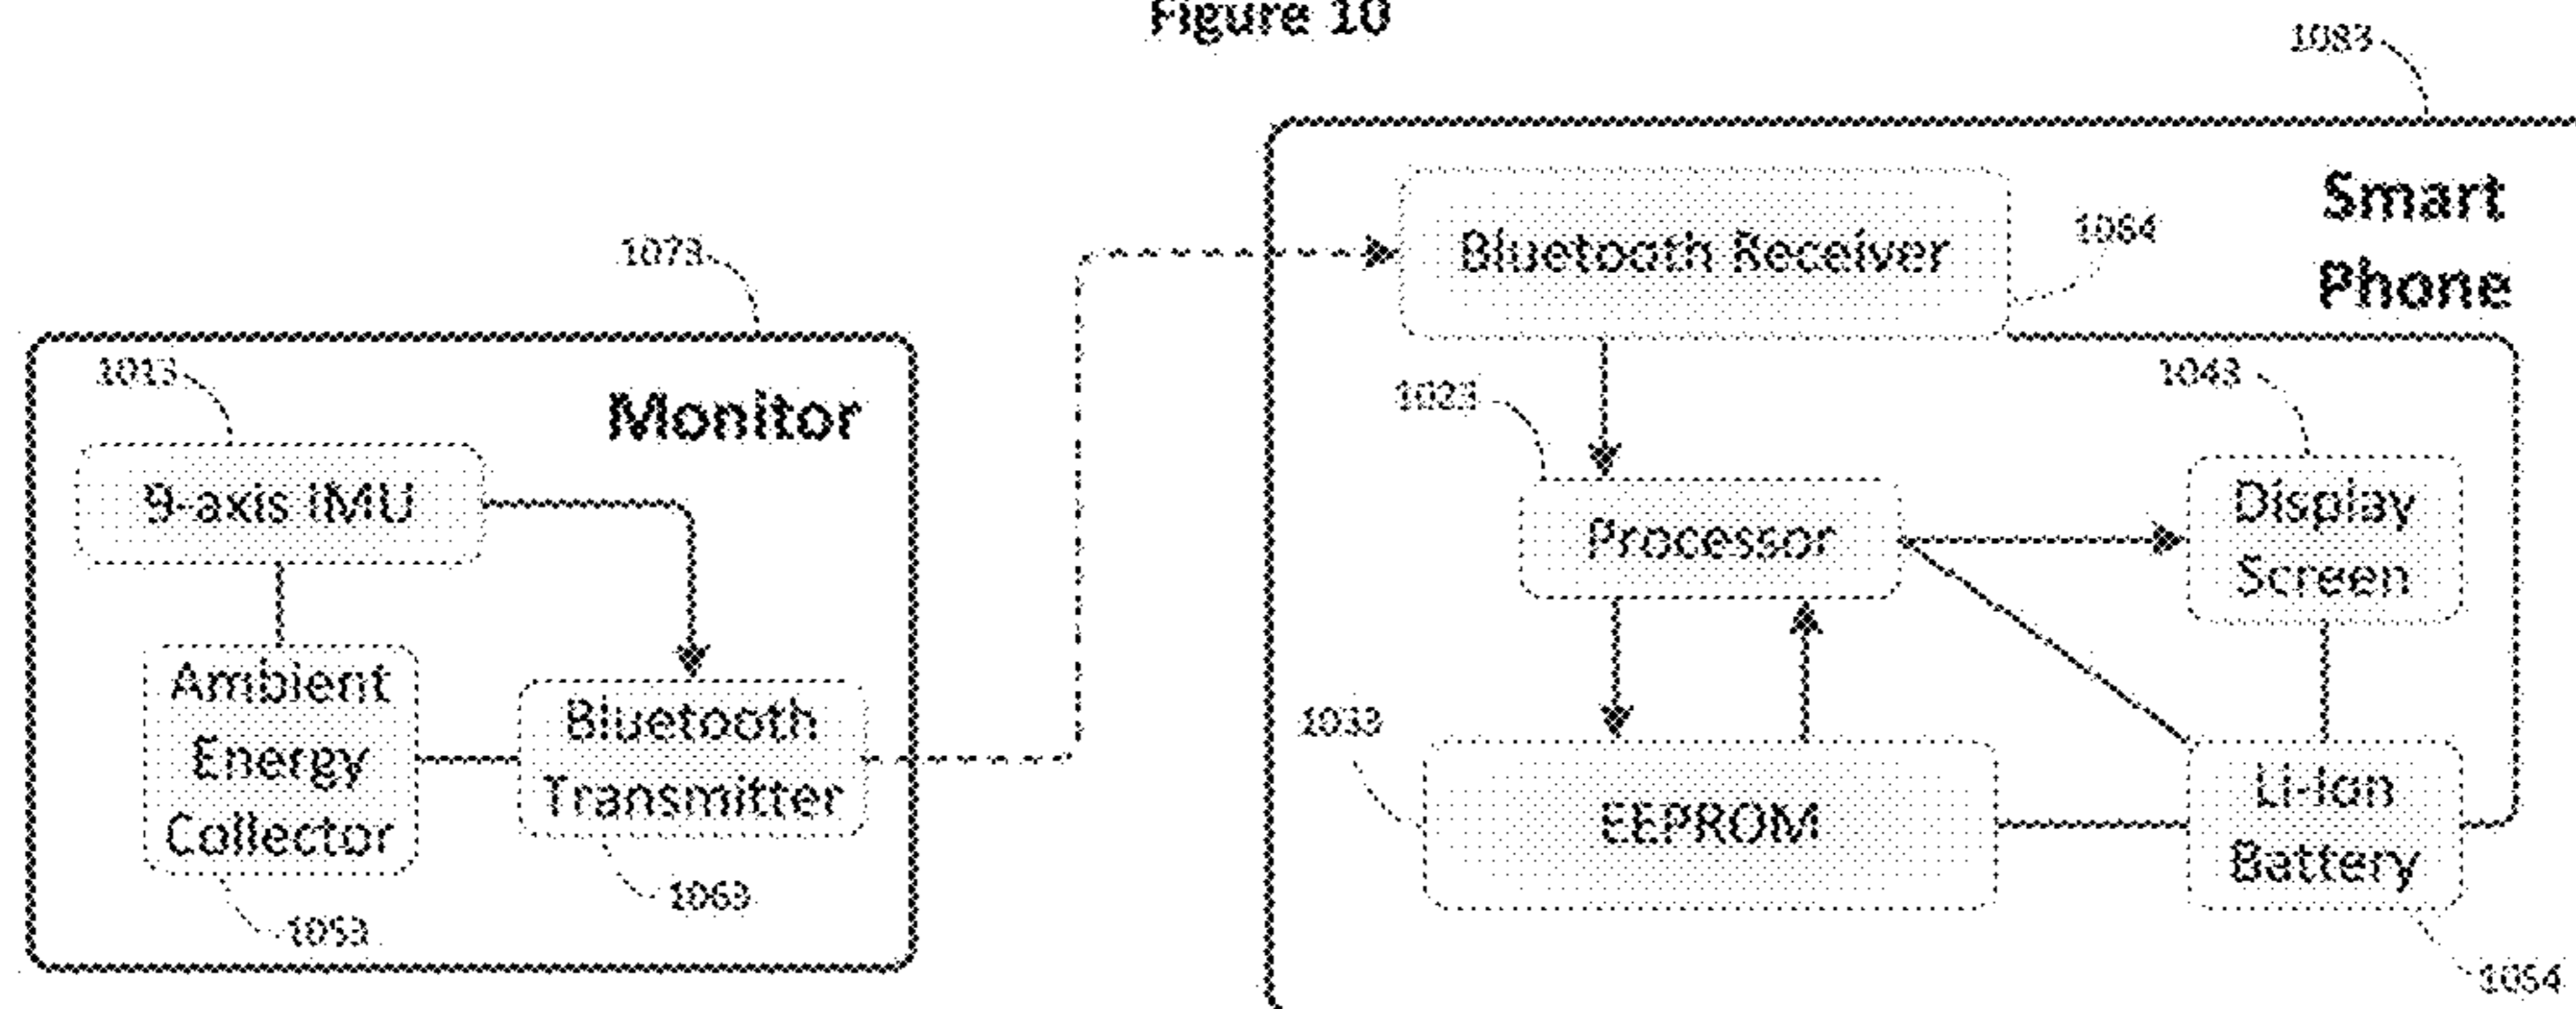 Figure 10
1083
Smart
Phone
Bluetooth Receiver
1064
1073
Monitor
1013
9-axis IMU
1023
1043
Processor
Display
Screen
Ambient
Energy
Collector
Bluetooth
Transmitter
1033
EEPROM
Li-Ion
Battery
1063
1053
1054